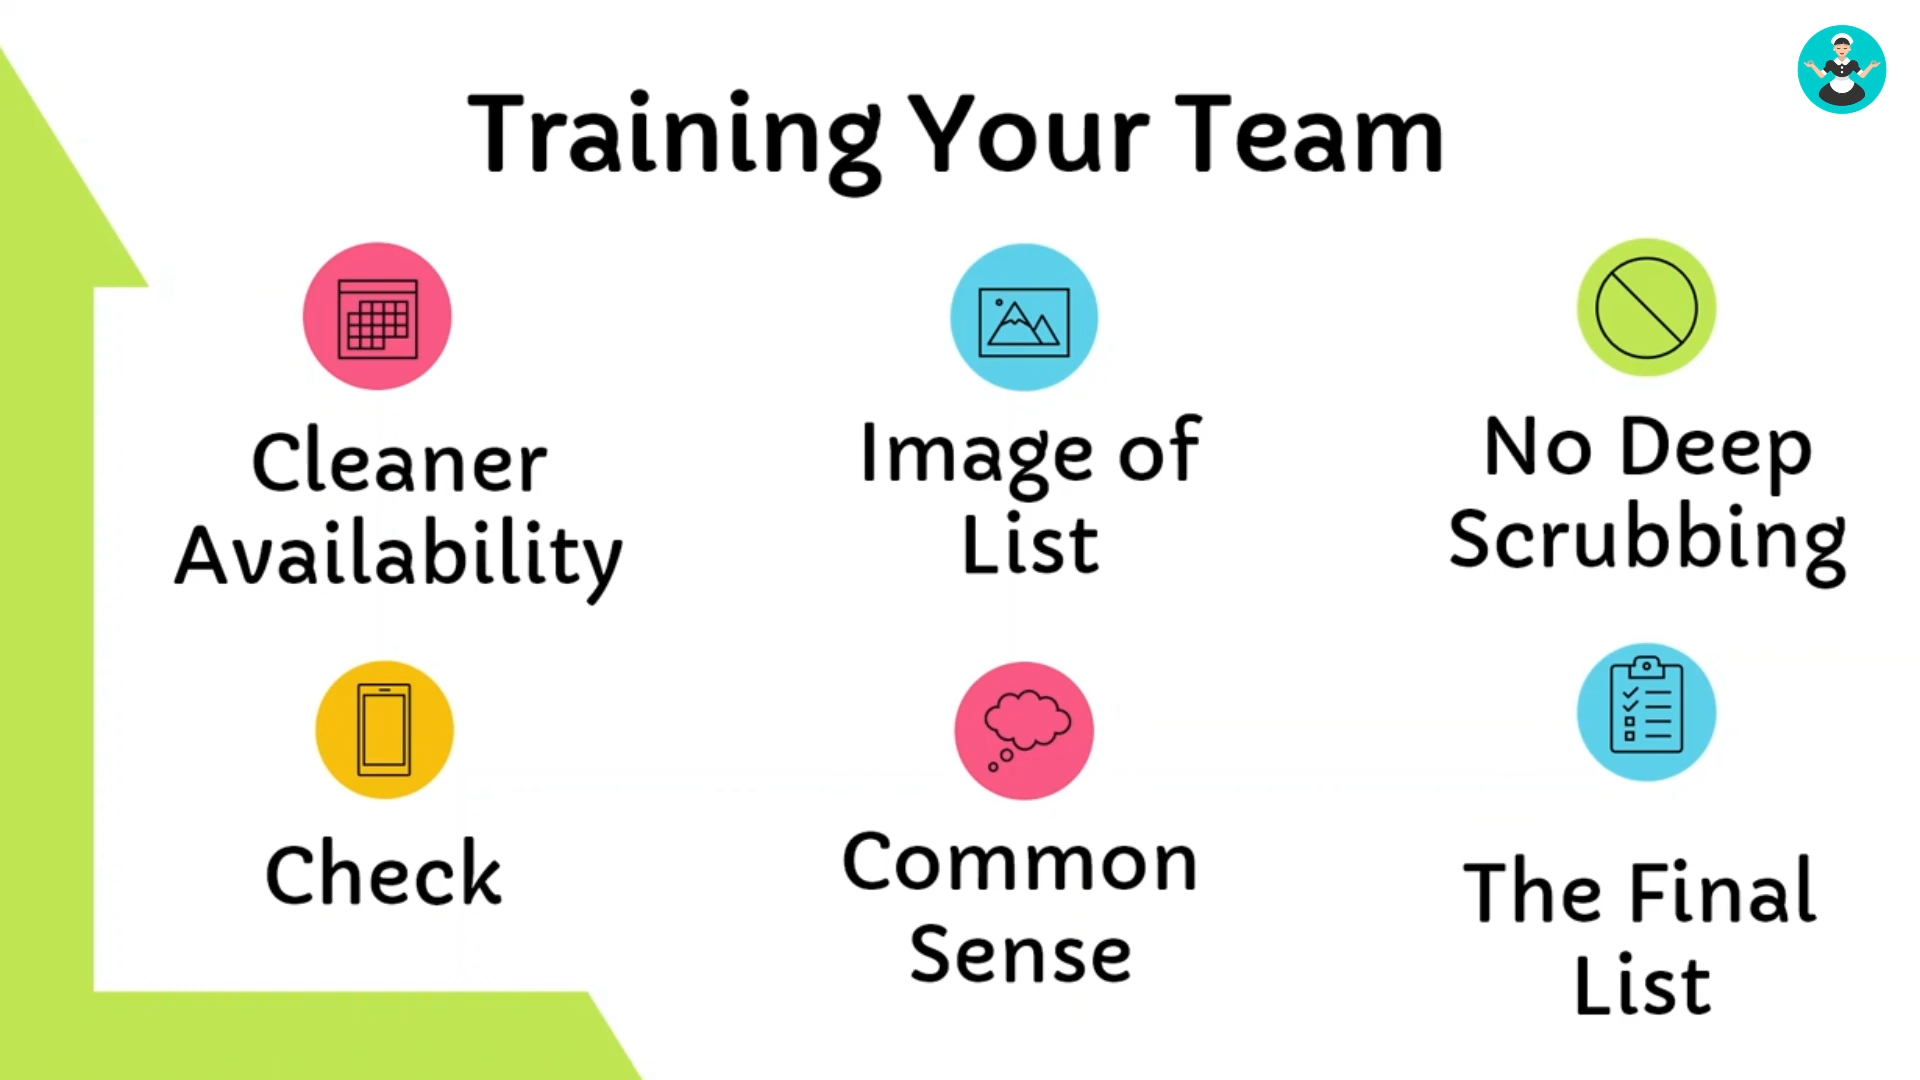 Training Your Team
Cleaner
Availability
Image of
List
No Deep
Scrubbing
Check
Common
Sense
The Final
List